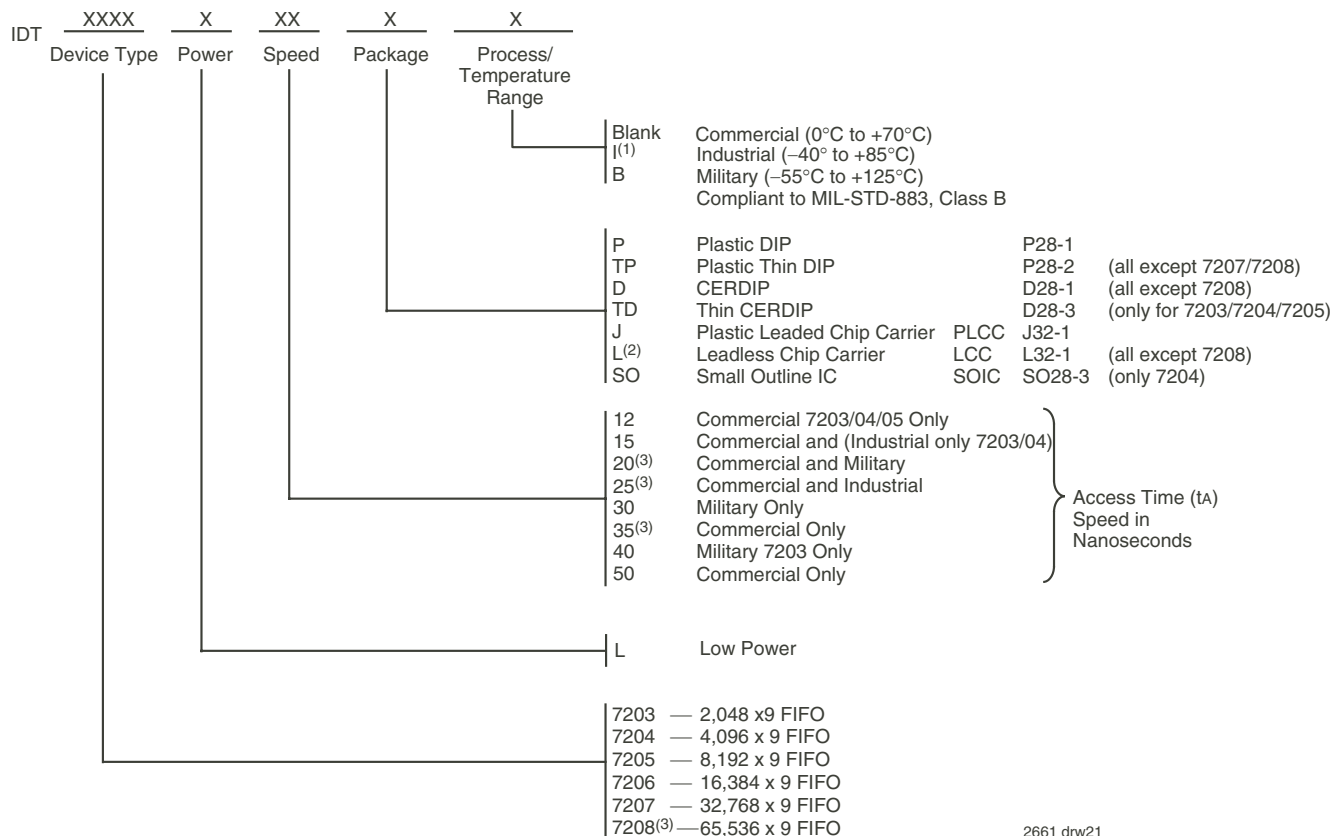 IDT XXXX X XX X X
Device Type Power Speed Package Process/
Temperature
Range
Blank Commercial (0°C to +70°C)
I(1) Industrial (–40° to +85°C)
B Military (–55°C to +125°C)
Compliant to MIL-STD-883, Class B
P Plastic DIP P28-1
TP Plastic Thin DIP P28-2 (all except 7207/7208)
D CERDIP D28-1 (all except 7208)
TD Thin CERDIP D28-3 (only for 7203/7204/7205)
J Plastic Leaded Chip Carrier PLCC J32-1
L(2) Leadless Chip Carrier LCC L32-1 (all except 7208)
SO Small Outline IC SOIC SO28-3 (only 7204)
12 Commercial 7203/04/05 Only
15 Commercial and (Industrial only 7203/04)
20(3) Commercial and Military
25(3) Commercial and Industrial
30 Military Only
35(3) Commercial Only
40 Military 7203 Only
50 Commercial Only
Access Time (tA)
Speed in
Nanoseconds
L Low Power
7203 — 2,048 x9 FIFO
7204 — 4,096 x 9 FIFO
7205 — 8,192 x 9 FIFO
7206 — 16,384 x 9 FIFO
7207 — 32,768 x 9 FIFO
7208(3) — 65,536 x 9 FIFO
2661 drw21